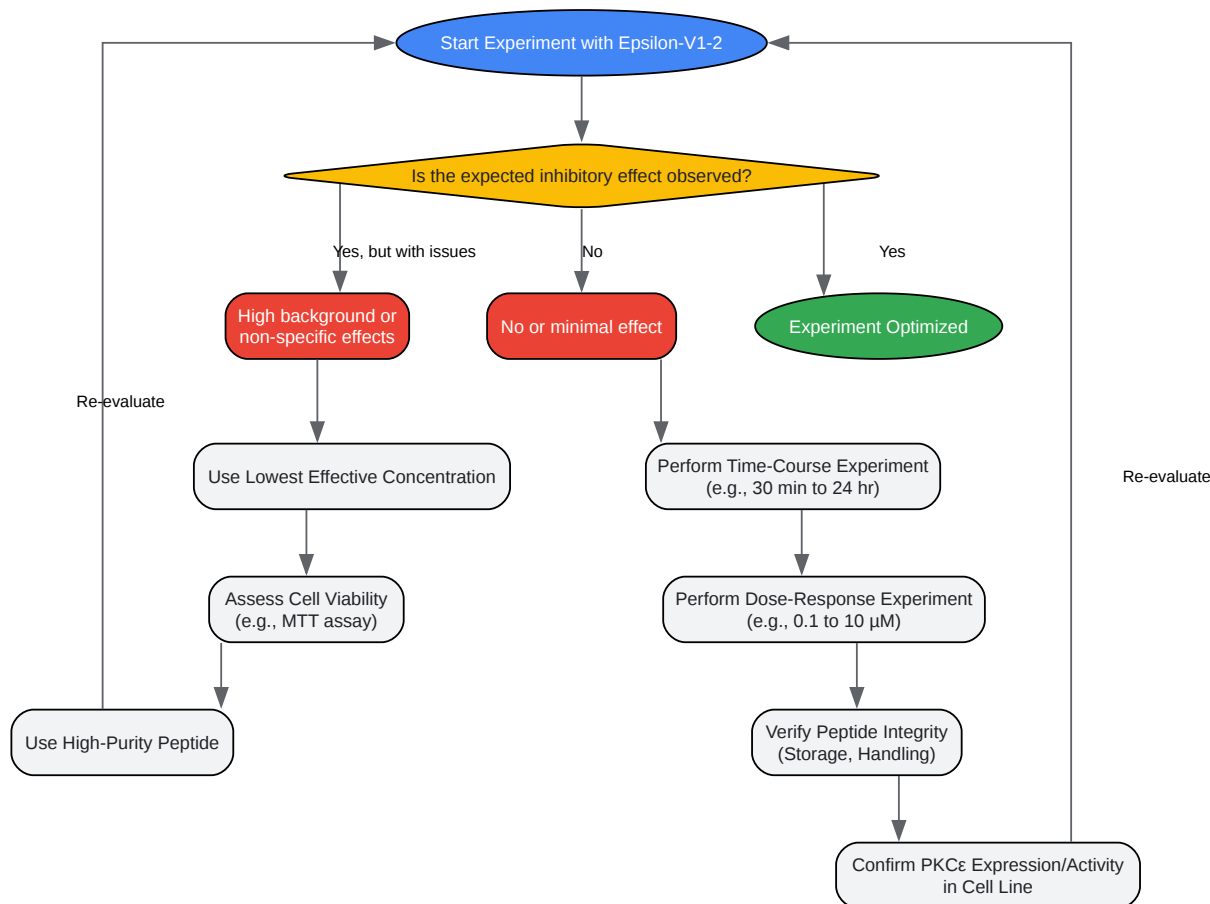 Start Experiment with Epsilon-V1-2
Is the expected inhibitory effect observed?
Yes, but with issues
No
Yes
High background or
non-specific effects
No or minimal effect
Experiment Optimized
Re-evaluate
Use Lowest Effective Concentration
Perform Time-Course Experiment
(e.g., 30 min to 24 hr)
Re-evaluate
Assess Cell Viability
(e.g., MTT assay)
Perform Dose-Response Experiment
(e.g., 0.1 to 10 µM)
Use High-Purity Peptide
Verify Peptide Integrity
(Storage, Handling)
Confirm PKCε Expression/Activity
in Cell Line